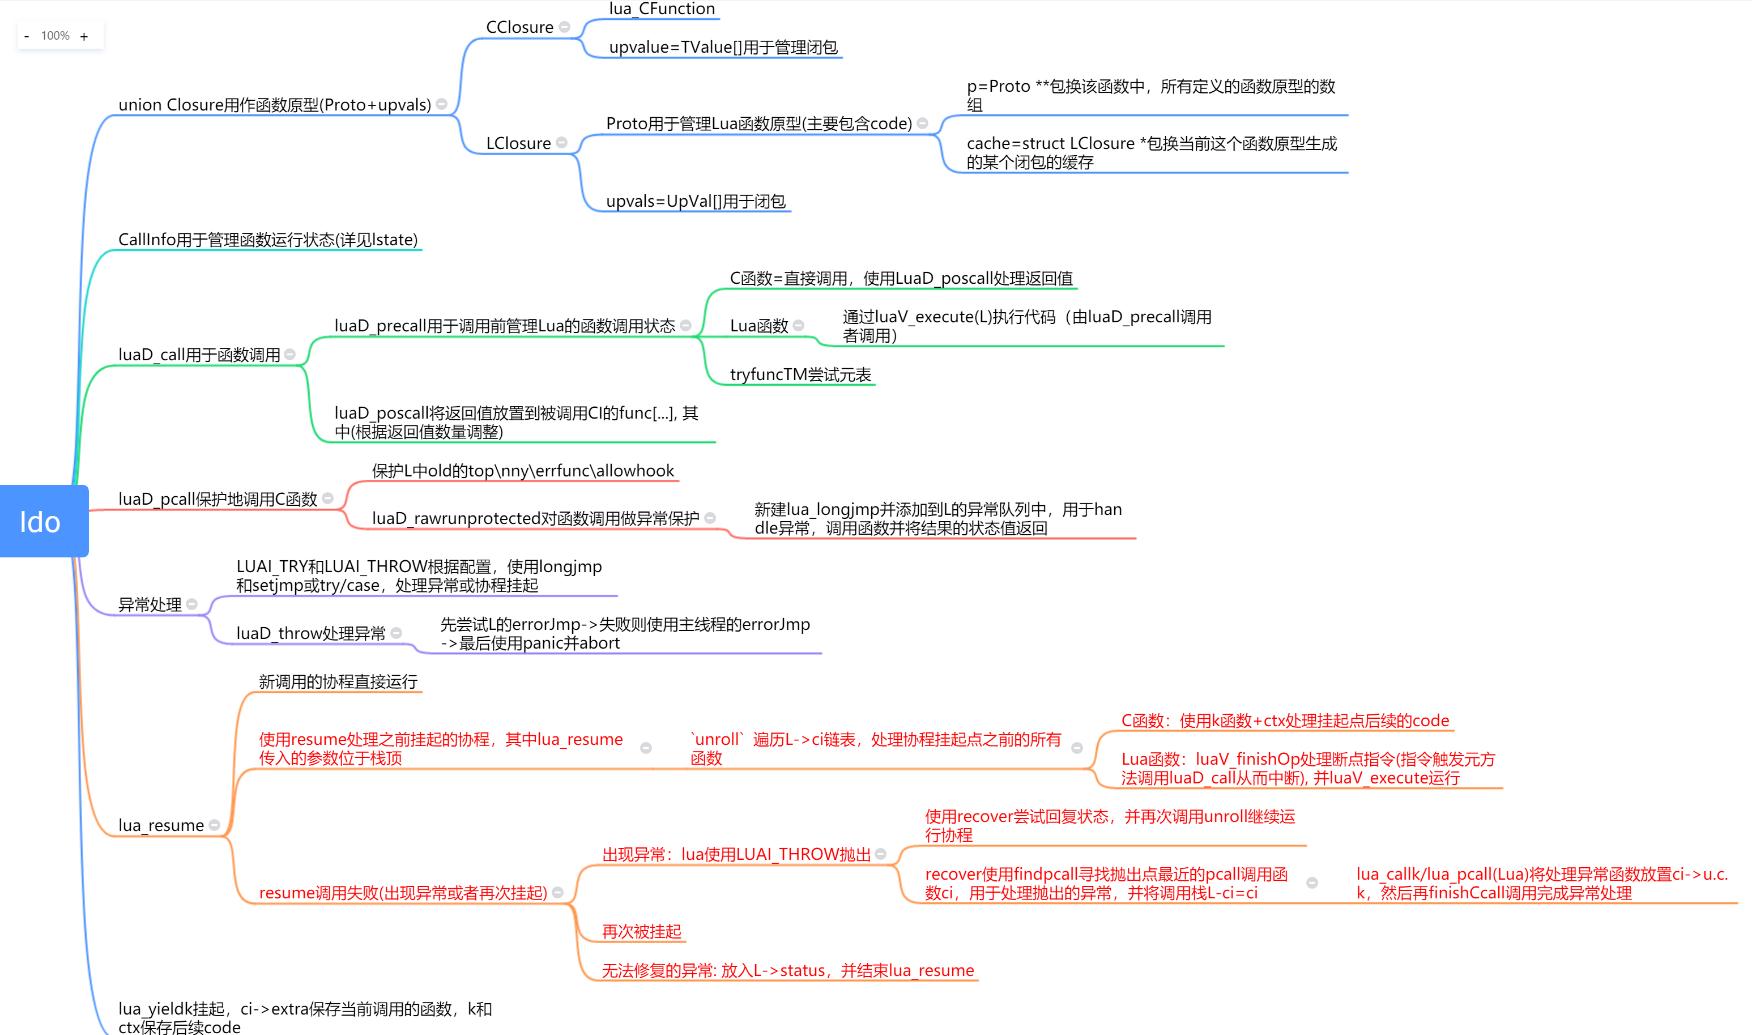 - 100% +
ldo
union Closure用作函数原型(Proto+upvals)
CClosure
lua_CFunction
upvalue=TValue[]用于管理闭包
LClosure
Proto用于管理Lua函数原型(主要包含code)
p=Proto **包换该函数中，所有定义的函数原型的数
组
cache=struct LClosure *包换当前这个函数原型生成
的某个闭包的缓存
upvals=UpVal[]用于闭包
CallInfo用于管理函数运行状态(详见lstate)
luaD_call用于函数调用
luaD_precall用于调用前管理Lua的函数调用状态
C函数=直接调用，使用LuaD_poscall处理返回值
Lua函数
通过luaV_execute(L)执行代码（由luaD_precall调用
者调用）
tryfuncTM尝试元表
luaD_poscall将返回值放置到被调用CI的func[...], 其
中(根据返回值数量调整)
luaD_pcall保护地调用C函数
保护L中old的top\nny\errfunc\allowhook
luaD_rawrunprotected对函数调用做异常保护
新建lua_longjmp并添加到L的异常队列中，用于han
dle异常，调用函数并将结果的状态值返回
异常处理
LUAI_TRY和LUAI_THROW根据配置，使用longjmp
和setjmp或try/case，处理异常或协程挂起
luaD_throw处理异常
先尝试L的errorJmp->失败则使用主线程的errorJmp
->最后使用panic并abort
lua_resume
新调用的协程直接运行
使用resume处理之前挂起的协程，其中lua_resume
传入的参数位于栈顶
`unroll` 遍历L->ci链表，处理协程挂起点之前的所有
函数
C函数：使用k函数+ctx处理挂起点后续的code
Lua函数：luaV_finishOp处理断点指令(指令触发元方
法调用luaD_call从而中断), 并luaV_execute运行
resume调用失败(出现异常或者再次挂起)
出现异常：lua使用LUAI_THROW抛出
使用recover尝试回复状态，并再次调用unroll继续运
行协程
recover使用findpcall寻找抛出点最近的pcall调用函
数ci，用于处理抛出的异常，并将调用栈L-ci=ci
lua_callk/lua_pcall(Lua)将处理异常函数放置ci->u.c.
k，然后再finishCcall调用完成异常处理
再次被挂起
无法修复的异常: 放入L->status，并结束lua_resume
lua_yieldk挂起，ci->extra保存当前调用的函数，k和
ctx保存后续code